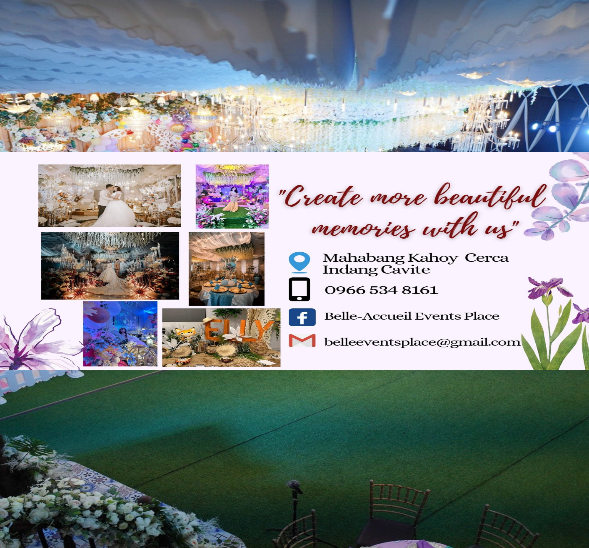 "Create more beautiful
memories with us"
Mahabang Kahoy Cerca
Indang Cavite
0966 534 8161
Belle-Accueil Events Place
belleeventsplace@gmail.com
ELLY